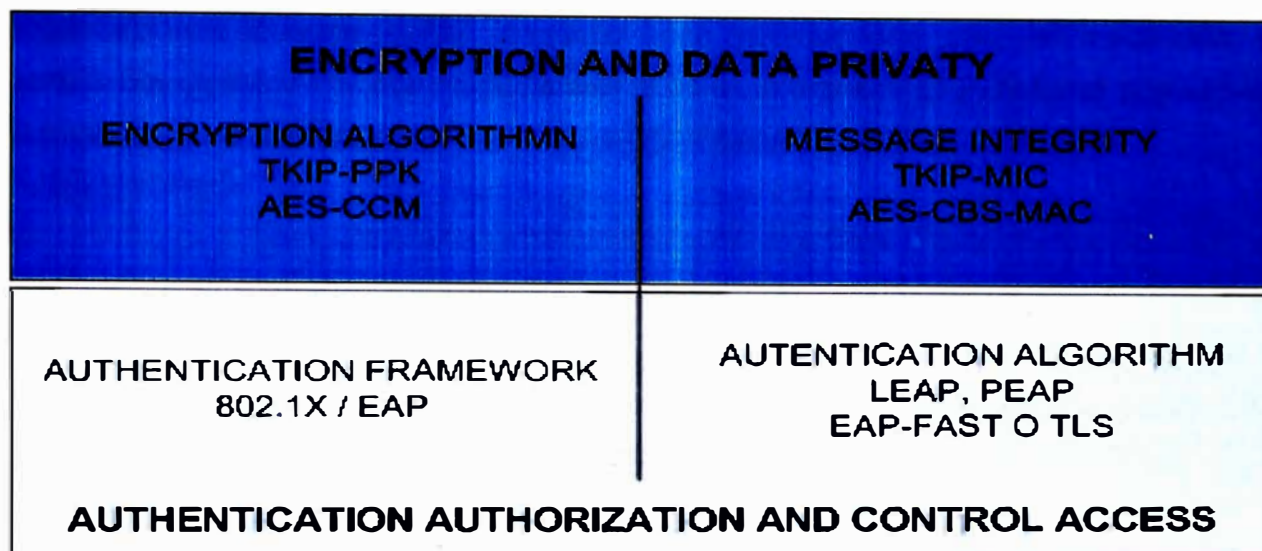 ENCRYPTION AND DATA PRIVATY
ENCRYPTION ALGORITHMN
TKIP-PPK
AES-CCM
MESSAGE INTEGRITY
TKIP-MIC
AES-CBS-MAC
AUTHENTICATION FRAMEWORK
802.1X / EAP
AUTENTICATION ALGORITHM
LEAP, PEAP
EAP-FAST O TLS
AUTHENTICATION AUTHORIZATION AND CONTROL ACCESS